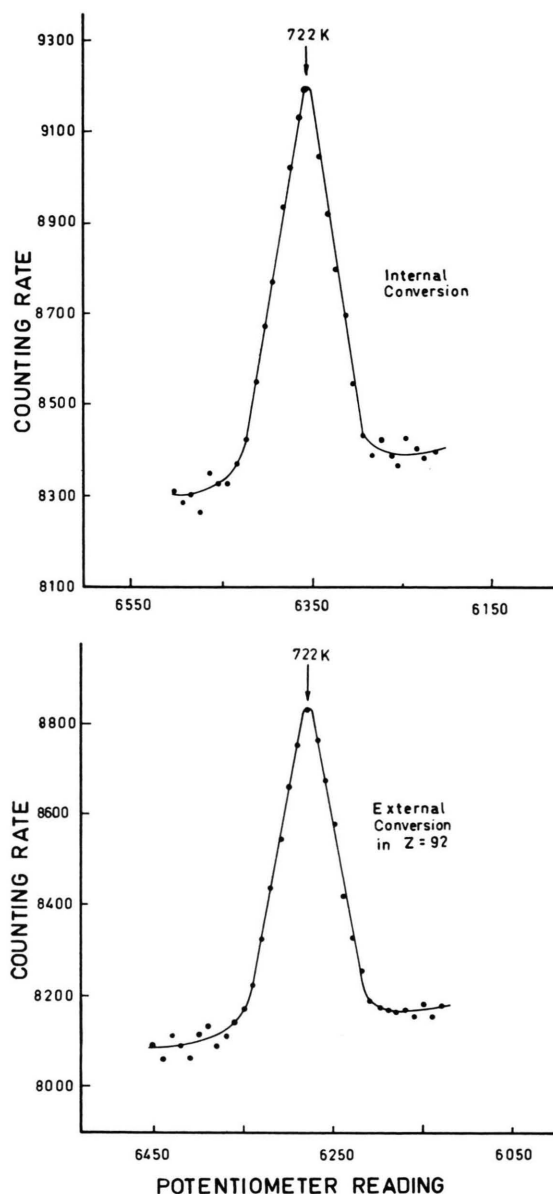 9300
9100
8900
8700
8500
8300
8100
COUNTING RATE
722 K
Internal
Conversion
6550
6350
6150
8800
8600
8400
8200
8000
COUNTING RATE
722K
External
Conversion
in Z = 92
6450
6250
6050
POTENTIOMETER READING